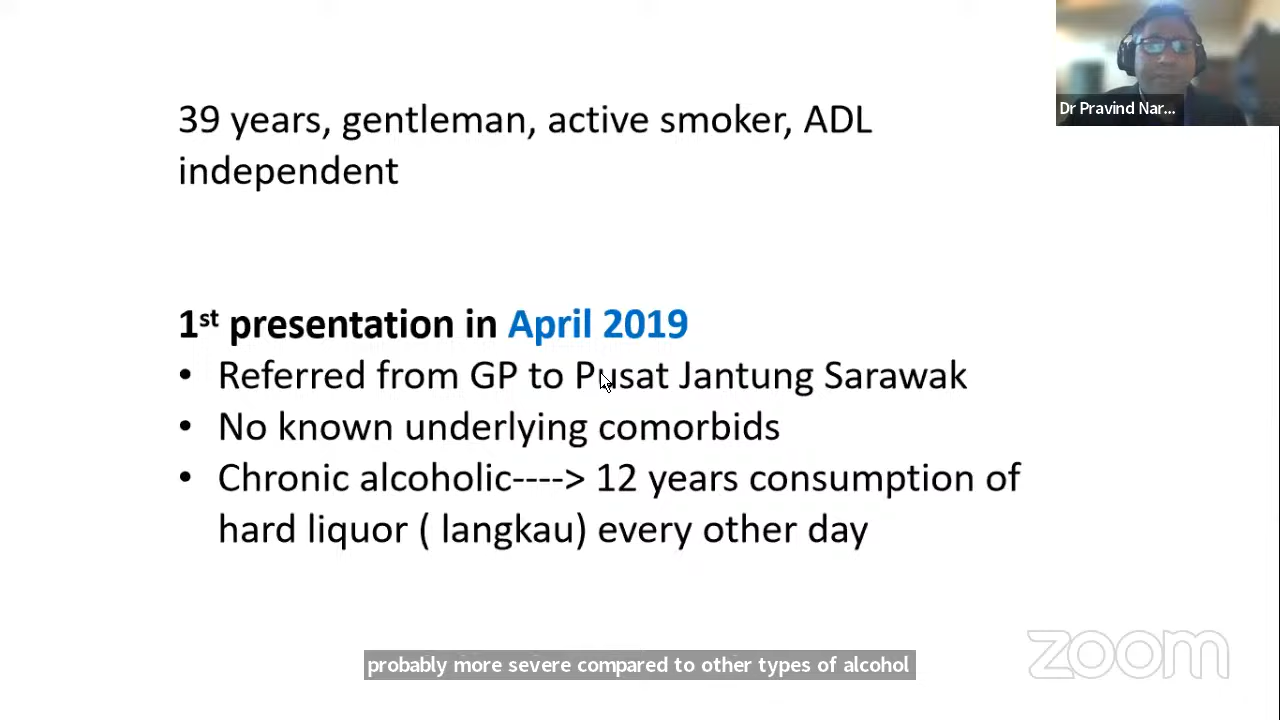 Dr Pravind Nar...
39 years, gentleman, active smoker, ADL
independent
1st presentation in April 2019
• Referred from GP to Pusat Jantung Sarawak
• No known underlying comorbids
• Chronic alcoholic----> 12 years consumption of
hard liquor ( langkau) every other day
probably more severe compared to other types of alcohol
zoom